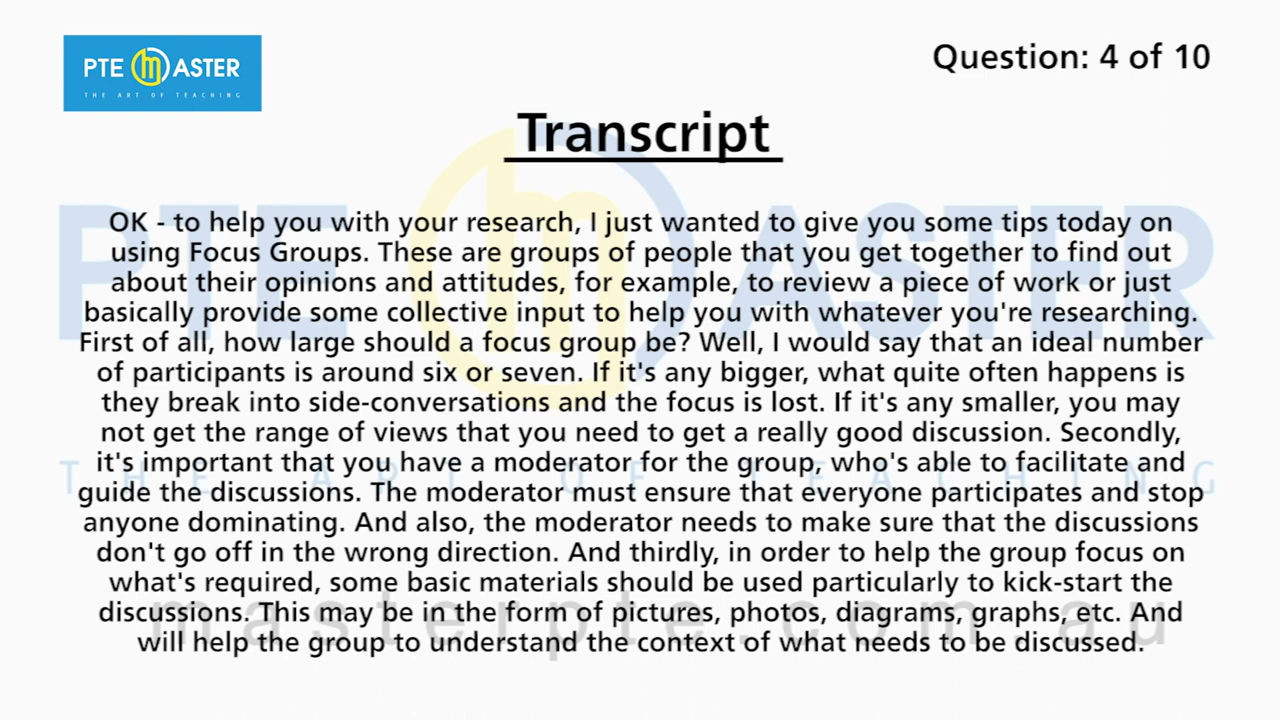 PTE MASTER
THE ART OF TEACHING
Question: 4 of 10
Transcript
OK - to help you with your research, I just wanted to give you some tips today on
using Focus Groups. These are groups of people that you get together to find out
about their opinions and attitudes, for example, to review a piece of work or just
basically provide some collective input to help you with whatever you're researching.
First of all, how large should a focus group be? Well, I would say that an ideal number
of participants is around six or seven. If it's any bigger, what quite often happens is
they break into side-conversations and the focus is lost. If it's any smaller, you may
not get the range of views that you need to get a really good discussion. Secondly,
it's important that you have a moderator for the group, who's able to facilitate and
guide the discussions. The moderator must ensure that everyone participates and stop
anyone dominating. And also, the moderator needs to make sure that the discussions
don't go off in the wrong direction. And thirdly, in order to help the group focus on
what's required, some basic materials should be used particularly to kick-start the
discussions. This may be in the form of pictures, photos, diagrams, graphs, etc. And
will help the group to understand the context of what needs to be discussed.
PTE MASTER
THE ART OF TEACHING
masterpte.com.au